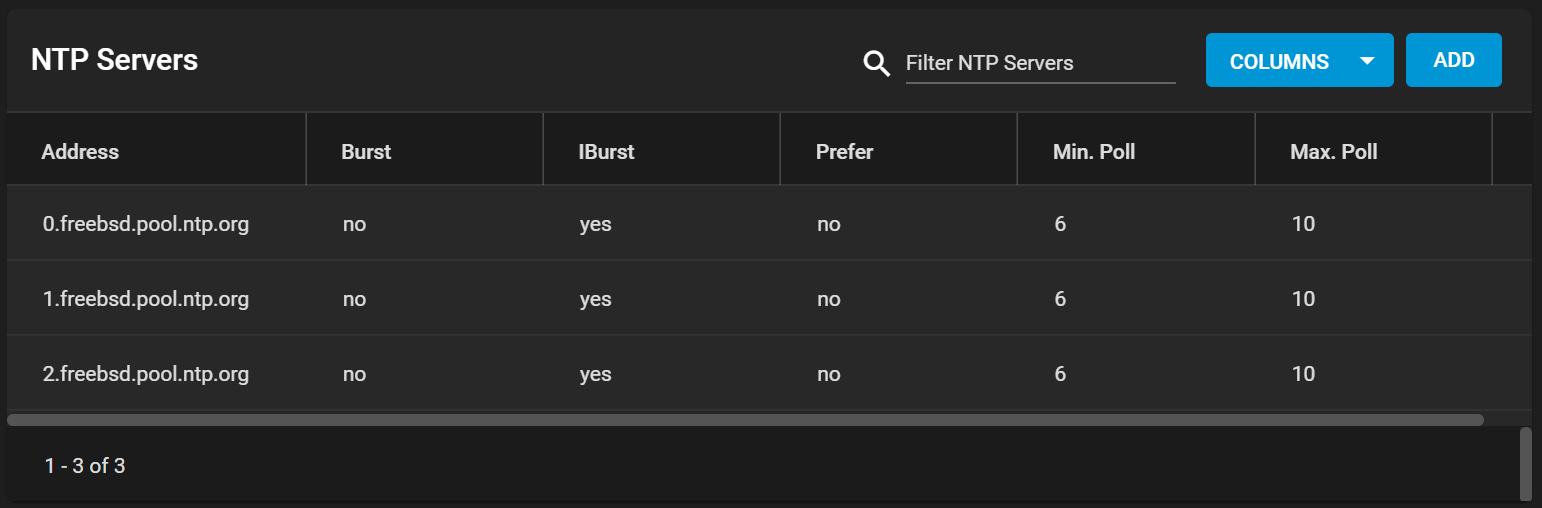 NTP Servers
Filter NTP Servers
COLUMNS
ADD
Address Burst IBurst Prefer Min. Poll Max. Poll
0.freebsd.pool.ntp.org no yes no 6 10
1.freebsd.pool.ntp.org no yes no 6 10
2.freebsd.pool.ntp.org no yes no 6 10
1 - 3 of 3